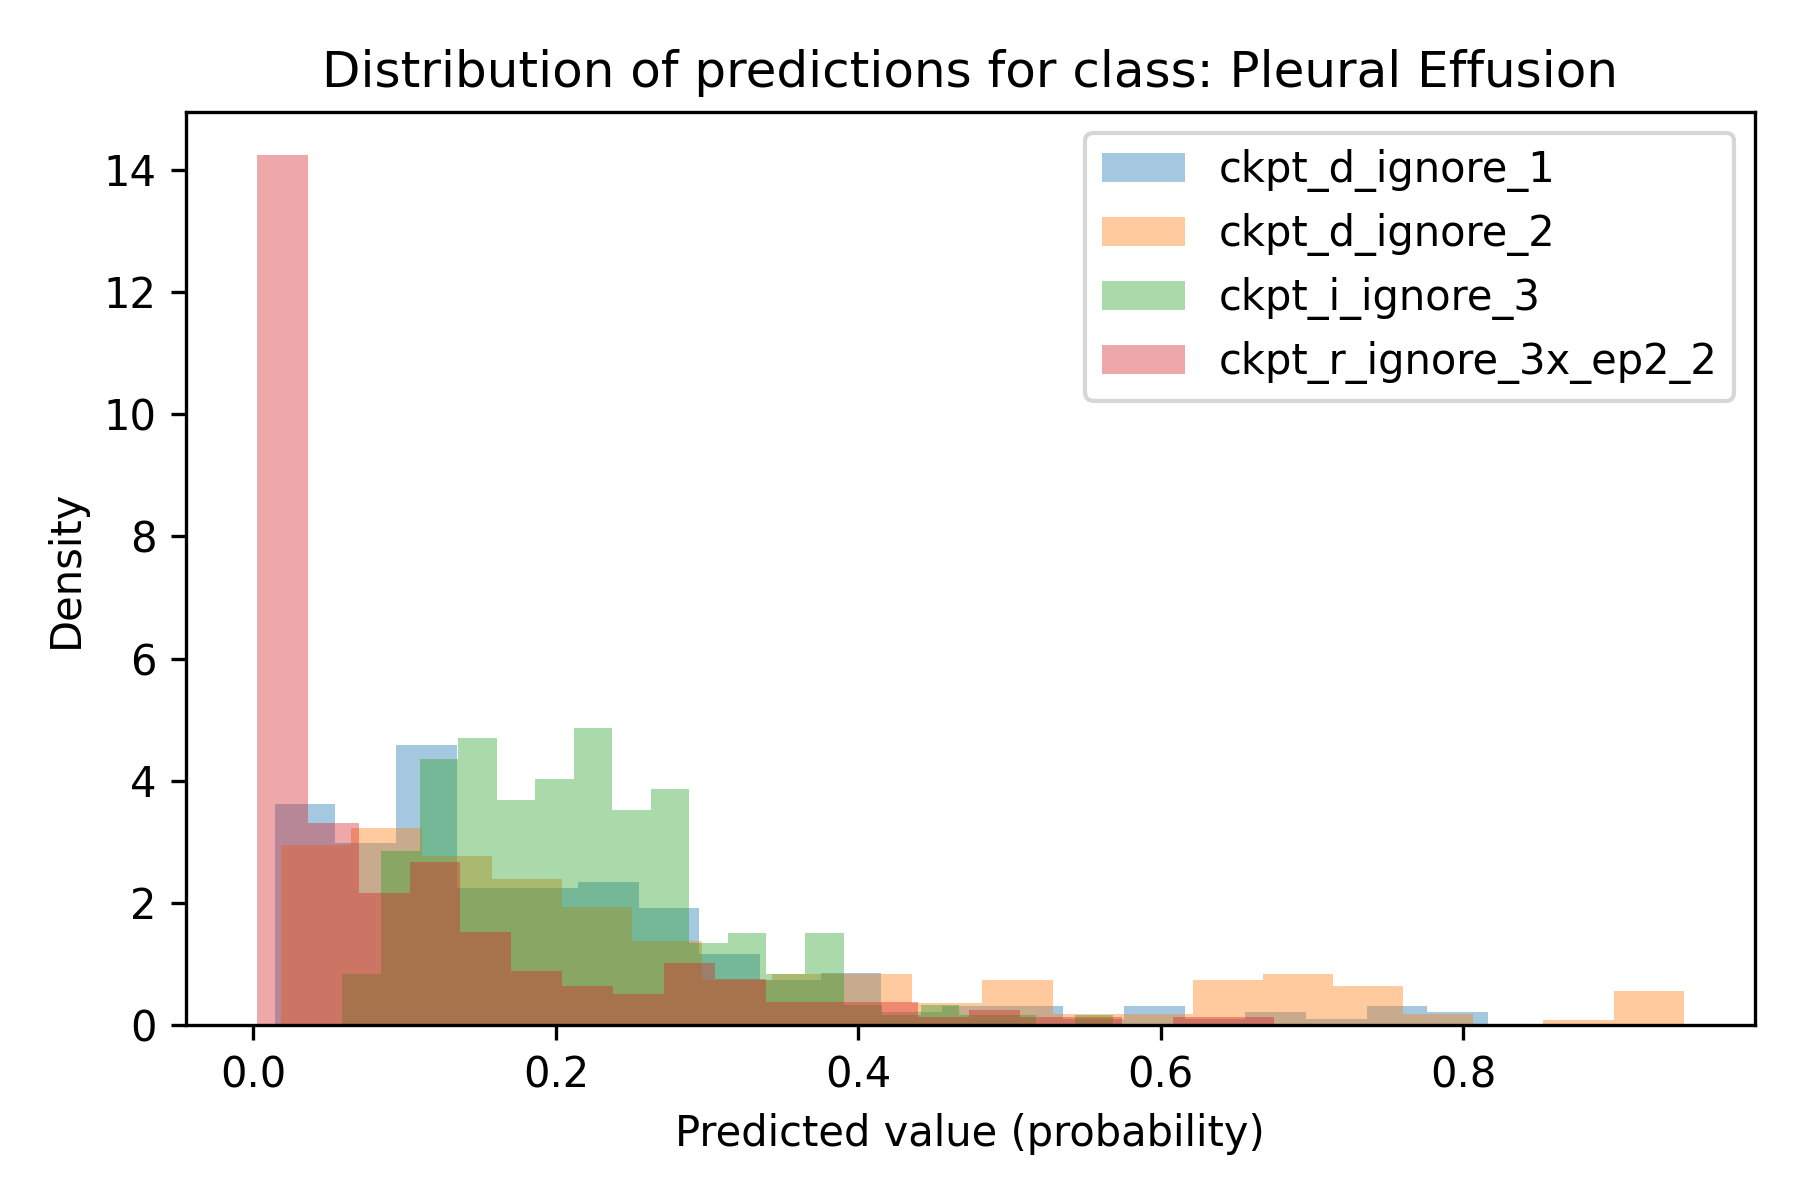 Distribution of predictions for class: Pleural Effusion
ckpt_d_ignore_1
ckpt_d_ignore_2
ckpt_i_ignore_3
ckpt_r_ignore_3x_ep2_2
Density
14
12
10
8
6
4
2
0
0.0 0.2 0.4 0.6 0.8
Predicted value (probability)